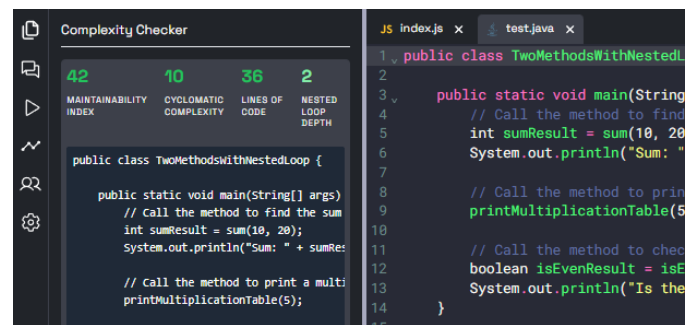 Complexity Checker
42
MAINTAINABILITY
INDEX
10
CYCLOMATIC
COMPLEXITY
36
LINES OF
CODE
2
NESTED
LOOP
DEPTH
public class TwoMethodsWithNestedLoop {
public static void main(String[] args)
// Call the method to find the sum
int sumResult = sum(10, 20);
System.out.println("Sum: " + sumRes
// Call the method to print a multi
printMultiplicationTable(5);
JS index.js x test.java x
1 public class TwoMethodsWithNestedL
2
3 public static void main(String
4 // Call the method to find
5 int sumResult = sum(10, 20
6 System.out.println("Sum: "
7
8 // Call the method to prin
9 printMultiplicationTable(5
10
11 // Call the method to chec
12 boolean isEvenResult = isE
13 System.out.println("Is the
14 }